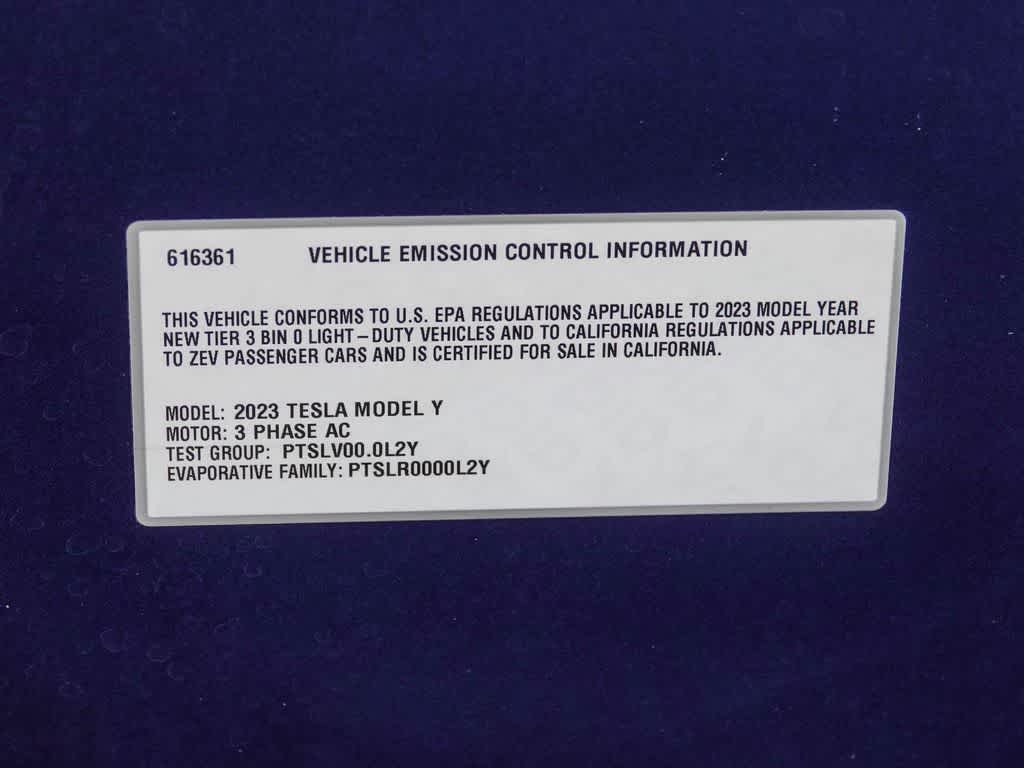 616361 VEHICLE EMISSION CONTROL INFORMATION
THIS VEHICLE CONFORMS TO U.S. EPA REGULATIONS APPLICABLE TO 2023 MODEL YEAR
NEW TIER 3 BIN 0 LIGHT-DUTY VEHICLES AND TO CALIFORNIA REGULATIONS APPLICABLE
TO ZEV PASSENGER CARS AND IS CERTIFIED FOR SALE IN CALIFORNIA.
MODEL: 2023 TESLA MODEL Y
MOTOR: 3 PHASE AC
TEST GROUP: PTSLV00.0L2Y
EVAPORATIVE FAMILY: PTSLR0000L2Y